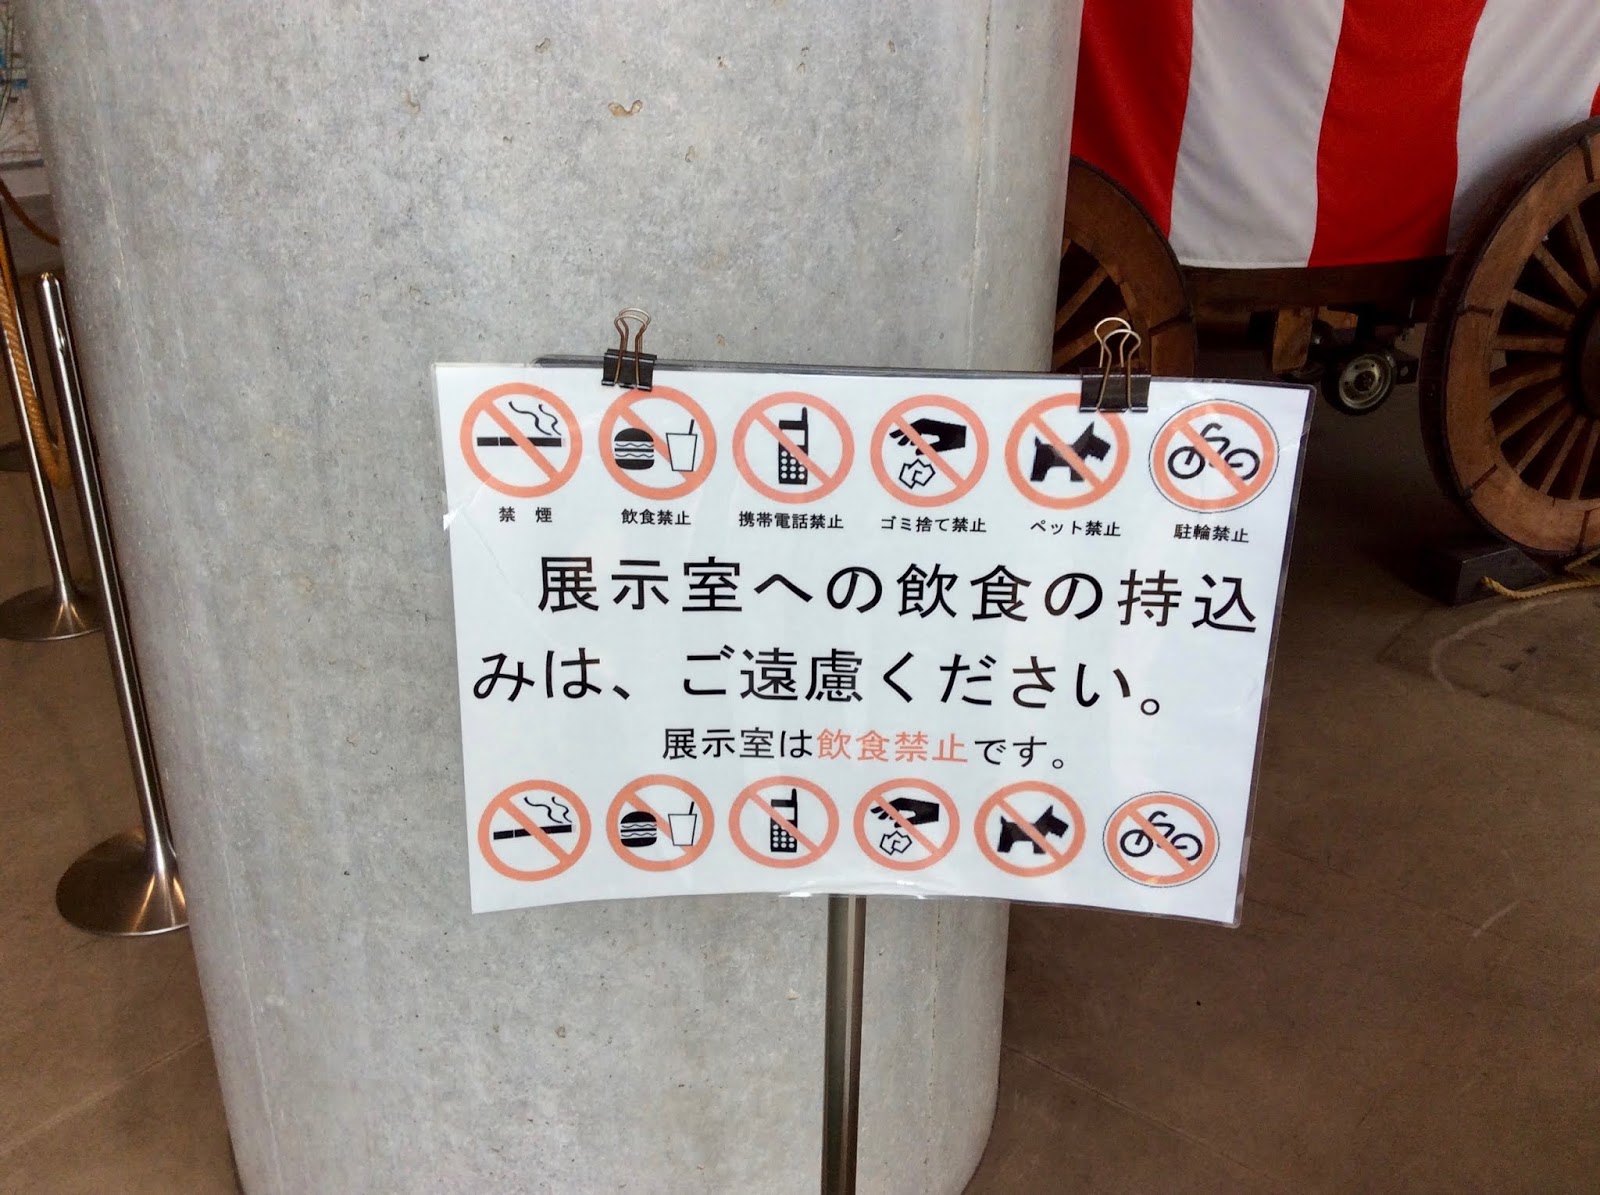 禁 煙 飲食禁止 携帯電話禁止 ゴミ捨て禁止 ペット禁止 駐輪禁止
展示室への飲食の持込
みは、ご遠慮ください。
展示室は飲食禁止です。